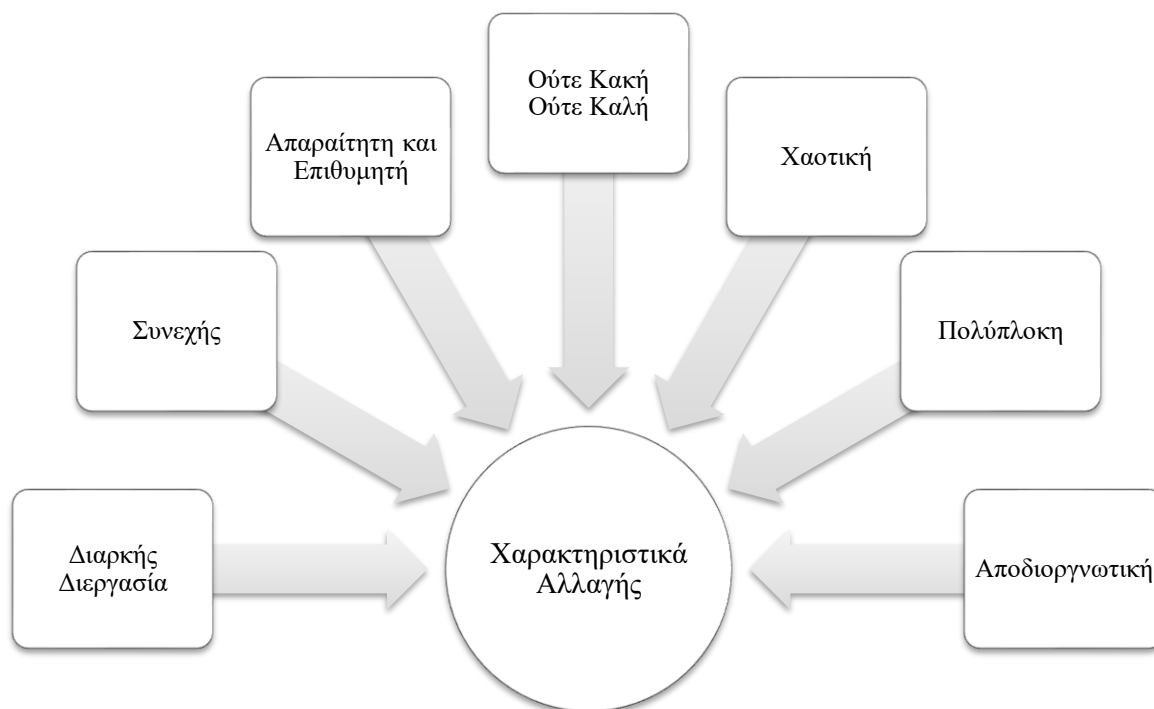 Ούτε Κακή
Ούτε Καλή
Απαραίτητη και
Επιθυμητή
Χαοτική
Συνεχής
Πολύπλοκη
Διαρκής
Διεργασία
Χαρακτηριστικά
Αλλαγής
Αποδιοργνωτική